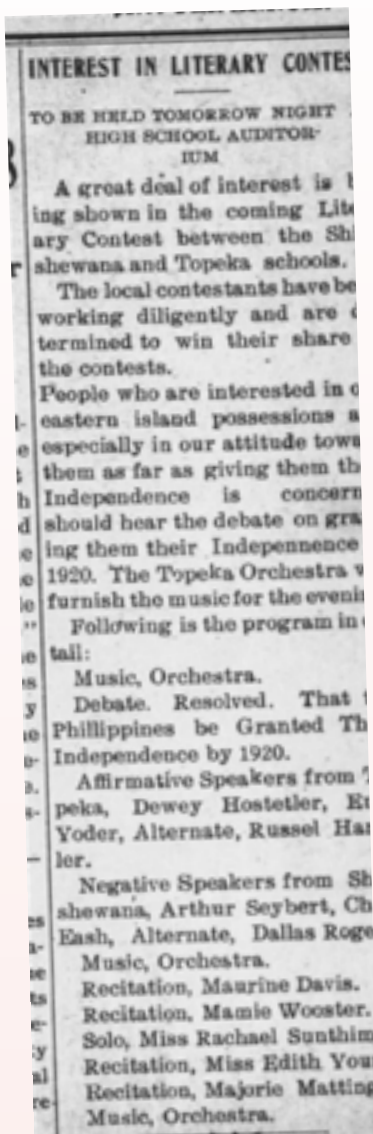 INTEREST IN LITERARY CONTES
TO BE HELD TOMORROW NIGHT
HIGH SCHOOL AUDITOR-
IUM
A great deal of interest is b
ing shown in the coming Lite
ary Contest between the Shi
shewana and Topeka schools.
The local contestants have be
working diligently and are d
termined to win their share
the contests.
People who are interested in o
eastern island possessions a
especially in our attitude towa
them as far as giving them th
Independence is concern
should hear the debate on gra
ing them their Indepennence
1920. The Topeka Orchestra w
furnish the music for the eveni
Following is the program in d
tail:
Music, Orchestra.
Debate. Resolved. That t
Phillippines be Granted Th
Independence by 1920.
Affirmative Speakers from T
peka, Dewey Hostetler, Er
Yoder, Alternate, Russel Har
ler.
Negative Speakers from Sh
shewana, Arthur Seybert, Ch
Eash, Alternate, Dallas Roge
Music, Orchestra.
Recitation, Maurine Davis.
Recitation, Mamie Wooster.
Solo, Miss Rachael Sunthim
Recitation, Miss Edith You
Recitation, Majorie Matting
Music, Orchestra.